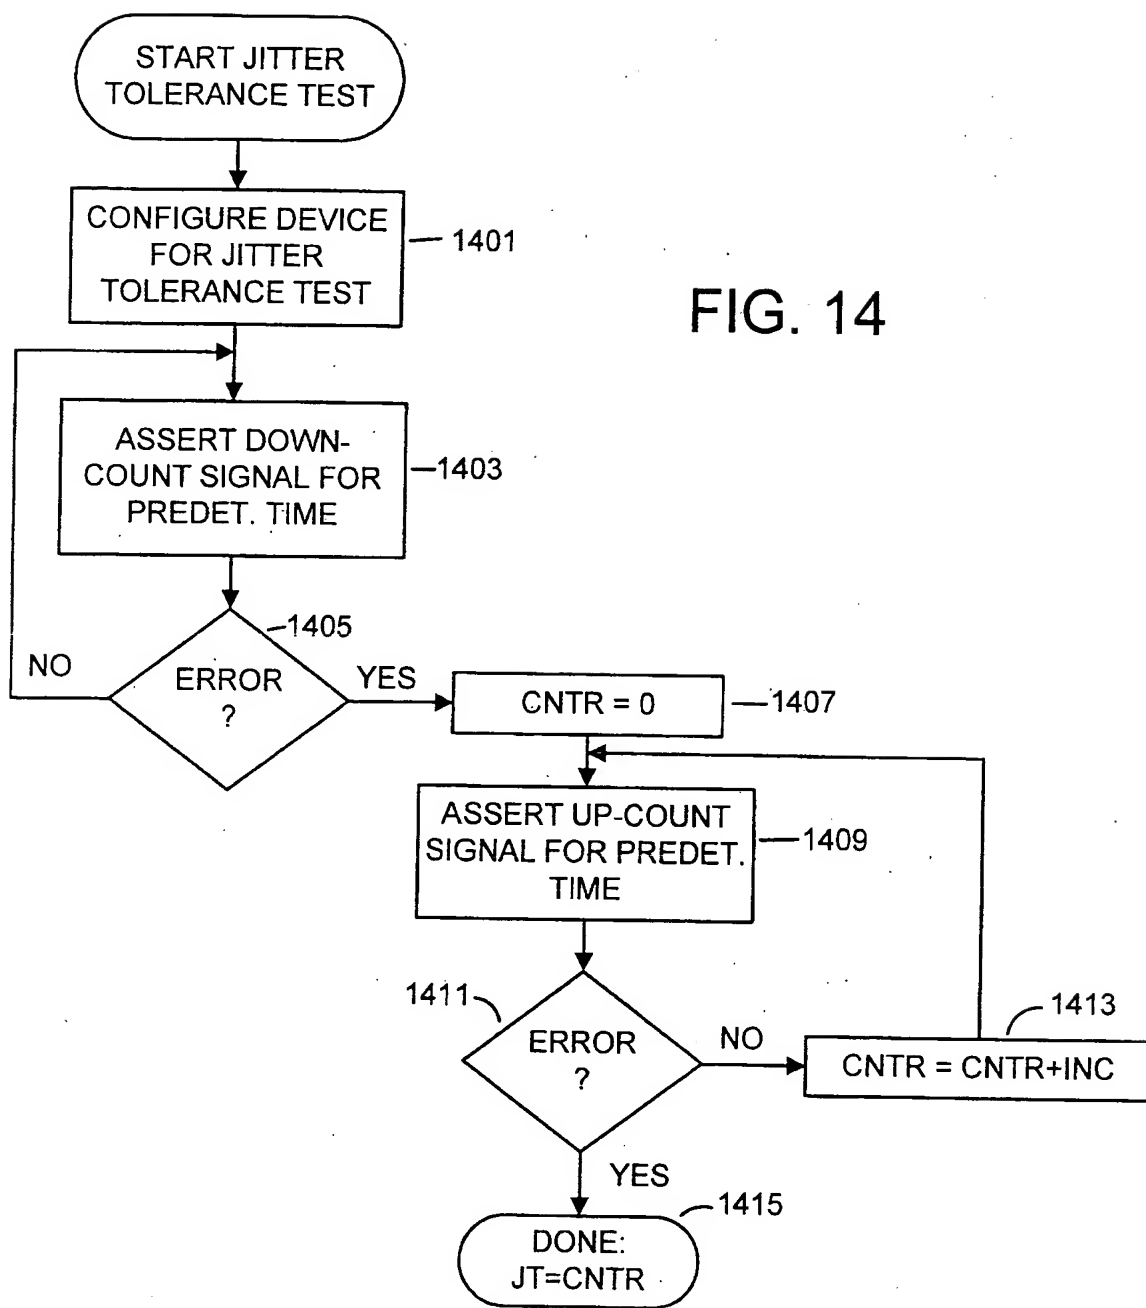 START JITTER
TOLERANCE TEST
CONFIGURE DEVICE
FOR JITTER
TOLERANCE TEST
1401
FIG. 14
ASSERT DOWN-
COUNT SIGNAL FOR
PREDET. TIME
1403
1405
ERROR
?
NO
YES
CNTR = 0
1407
ASSERT UP-COUNT
SIGNAL FOR PREDET.
TIME
1409
1411
ERROR
?
NO
1413
CNTR = CNTR+INC
YES
1415
DONE:
JT=CNTR